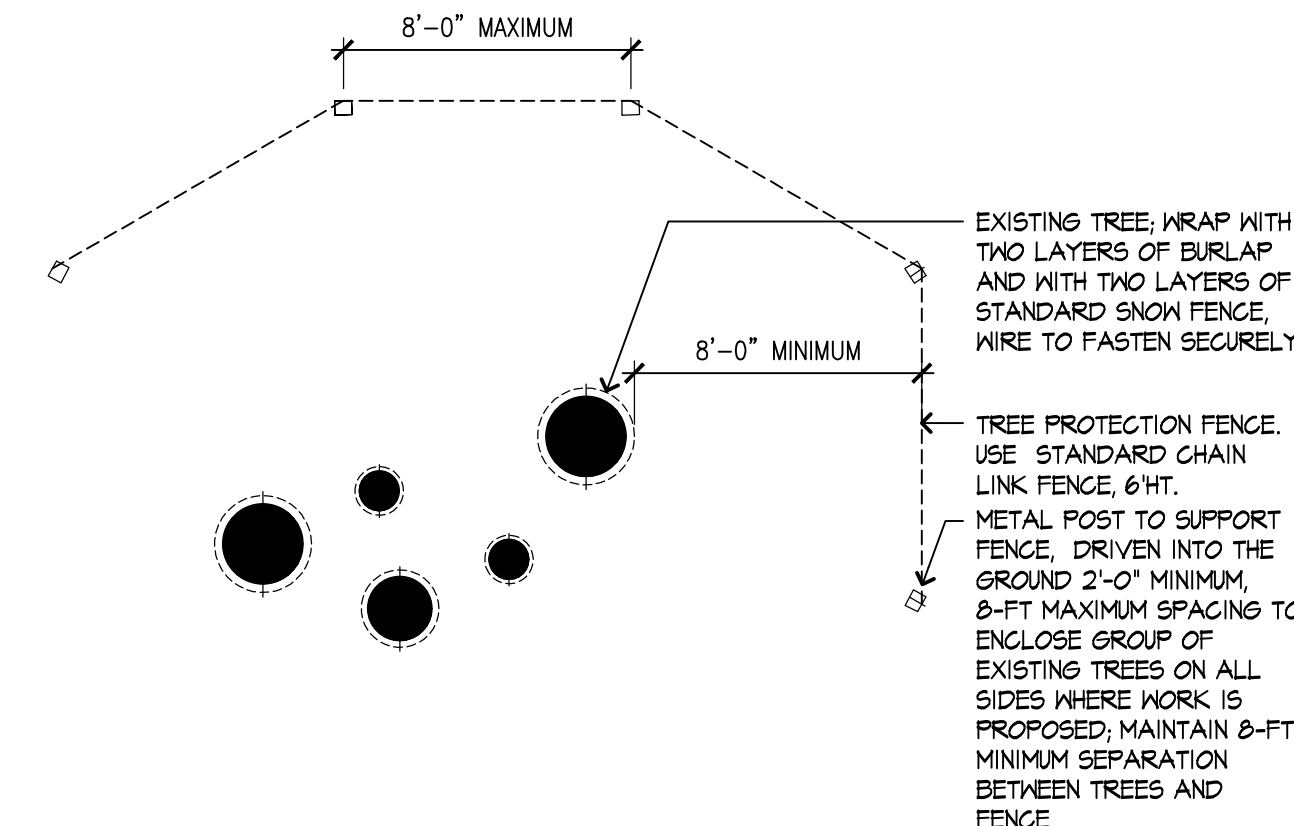 8'-0" MAXIMUM
EXISTING TREE; WRAP WITH
TWO LAYERS OF BURLAP
AND WITH TWO LAYERS OF
STANDARD SNOW FENCE,
WIRE TO FASTEN SECURELY
8'-0" MINIMUM
TREE PROTECTION FENCE.
USE STANDARD CHAIN
LINK FENCE, 6'HT.
METAL POST TO SUPPORT
FENCE, DRIVEN INTO THE
GROUND 2'-0" MINIMUM,
8-FT MAXIMUM SPACING TO
ENCLOSE GROUP OF
EXISTING TREES ON ALL
SIDES WHERE WORK IS
PROPOSED; MAINTAIN 8-FT
MINIMUM SEPARATION
BETWEEN TREES AND
FENCE